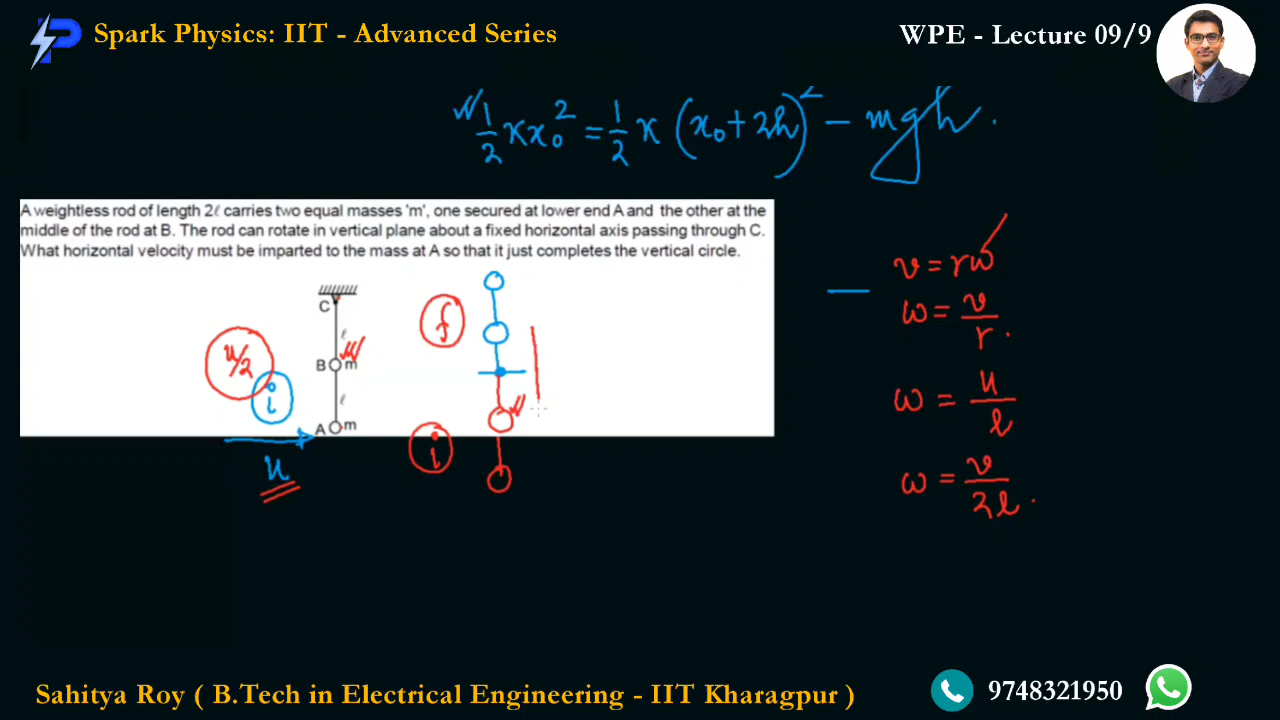 Spark Physics: IIT - Advanced Series
WPE - Lecture 09/9
1/2 K x₀² = 1/2 K (x₀ + 2h)² - mgh.
A weightless rod of length 2ℓ carries two equal masses 'm', one secured at lower end A and the other at the
middle of the rod at B. The rod can rotate in vertical plane about a fixed horizontal axis passing through C.
What horizontal velocity must be imparted to the mass at A so that it just completes the vertical circle.
C
ℓ
B m
ℓ
A m
u/2
i
u
f
i
v = rω
ω = v/r.
ω = u/l
ω = v/2l.
Sahitya Roy ( B.Tech in Electrical Engineering - IIT Kharagpur )
9748321950